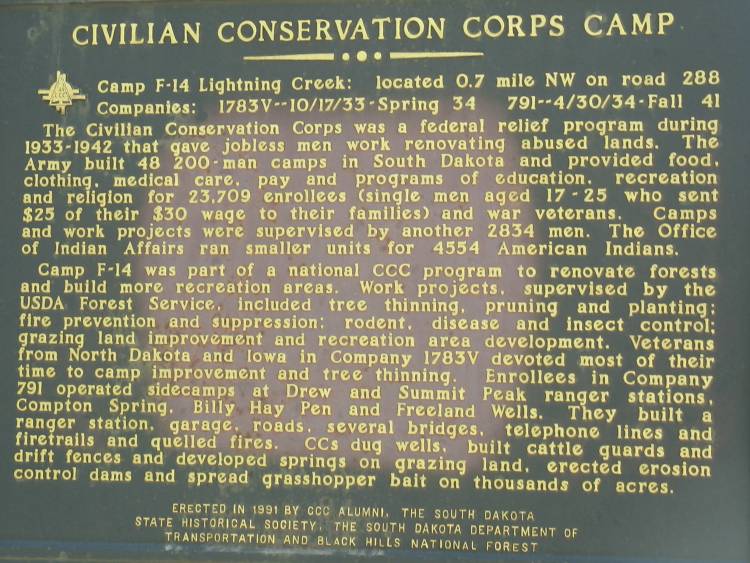 CIVILIAN CONSERVATION CORPS CAMP
CCC
Camp F-14 Lightning Creek: located 0.7 mile NW on road 288
Companies: 1783V--10/17/33-Spring 34 791--4/30/34-Fall 41
The Civilian Conservation Corps was a federal relief program during
1933-1942 that gave jobless men work renovating abused lands. The
Army built 48 200-man camps in South Dakota and provided food,
clothing, medical care, pay and programs of education, recreation
and religion for 23,709 enrollees (single men aged 17-25 who sent
$25 of their $30 wage to their families) and war veterans. Camps
and work projects were supervised by another 2834 men. The Office
of Indian Affairs ran smaller units for 4554 American Indians.
Camp F-14 was part of a national CCC program to renovate forests
and build more recreation areas. Work projects, supervised by the
USDA Forest Service, included tree thinning, pruning and planting;
fire prevention and suppression; rodent, disease and insect control;
grazing land improvement and recreation area development. Veterans
from North Dakota and Iowa in Company 1783V devoted most of their
time to camp improvement and tree thinning. Enrollees in Company
791 operated sidecamps at Drew and Summit Peak ranger stations,
Compton Spring, Billy Hay Pen and Freeland Wells. They built a
ranger station, garage, roads, several bridges, telephone lines and
firetrails and quelled fires. CCs dug wells, built cattle guards and
drift fences and developed springs on grazing land, erected erosion
control dams and spread grasshopper bait on thousands of acres.
ERECTED IN 1991 BY CCC ALUMNI, THE SOUTH DAKOTA
STATE HISTORICAL SOCIETY, THE SOUTH DAKOTA DEPARTMENT OF
TRANSPORTATION AND BLACK HILLS NATIONAL FOREST